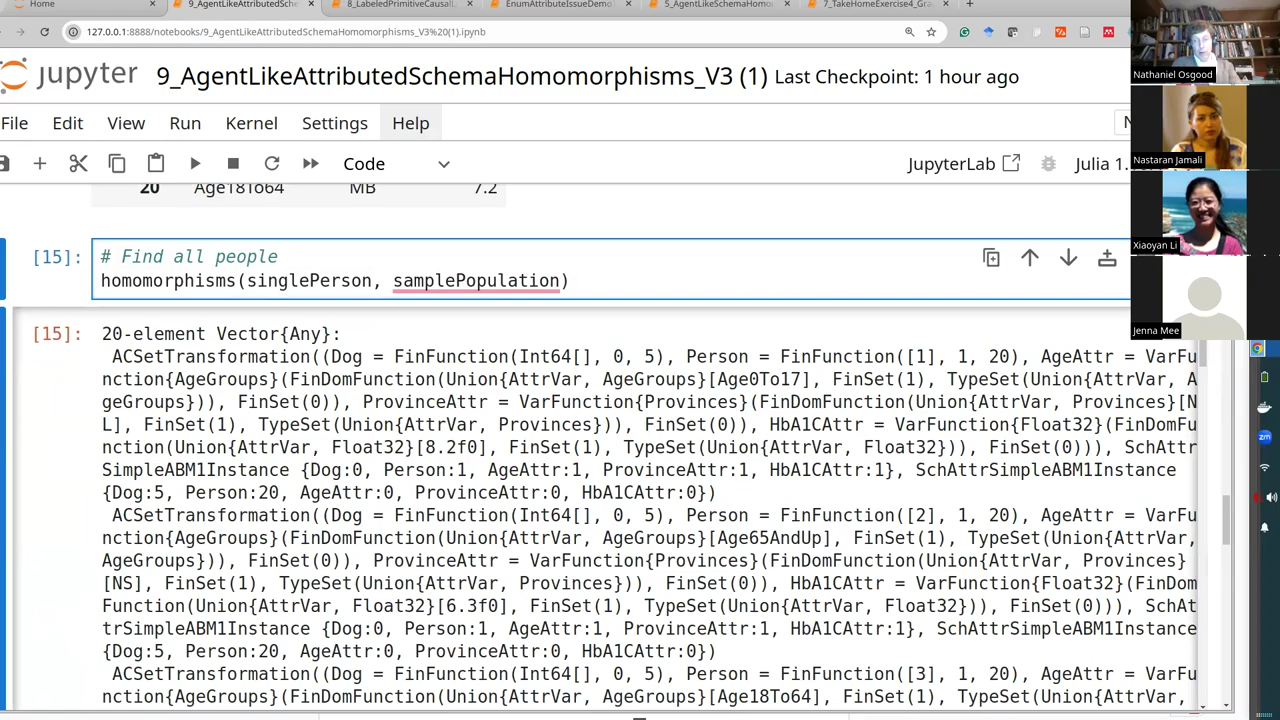 Home
9_AgentLikeAttributedSche
8_LabeledPrimitiveCausalL
EnumAttributeIssueDemo
5_AgentLikeSchemaHomo
7_TakeHomeExercise4_Gra
127.0.0.1:8888/notebooks/9_AgentLikeAttributedSchemaHomomorphisms_V3%20(1).ipynb
Nathaniel Osgood
jupyter 9_AgentLikeAttributedSchemaHomomorphisms_V3 (1) Last Checkpoint: 1 hour ago
File Edit View Run Kernel Settings Help
Nastaran Jamali
Code JupyterLab Julia 1.
20 Age18To64 MB 7.2
Xiaoyan Li
[15]: # Find all people
homomorphisms(singlePerson, samplePopulation)
Jenna Mee
[15]: 20-element Vector{Any}:
ACSetTransformation((Dog = FinFunction(Int64[], 0, 5), Person = FinFunction([1], 1, 20), AgeAttr = VarFu
nction{AgeGroups}(FinDomFunction(Union{AttrVar, AgeGroups}[Age0To17], FinSet(1), TypeSet(Union{AttrVar, A
geGroups})), FinSet(0)), ProvinceAttr = VarFunction{Provinces}(FinDomFunction(Union{AttrVar, Provinces}[N
L], FinSet(1), TypeSet(Union{AttrVar, Provinces})), FinSet(0)), HbA1CAttr = VarFunction{Float32}(FinDomFu
nction(Union{AttrVar, Float32}[8.2f0], FinSet(1), TypeSet(Union{AttrVar, Float32})), FinSet(0))), SchAttr
SimpleABM1Instance {Dog:0, Person:1, AgeAttr:1, ProvinceAttr:1, HbA1CAttr:1}, SchAttrSimpleABM1Instance
{Dog:5, Person:20, AgeAttr:0, ProvinceAttr:0, HbA1CAttr:0})
ACSetTransformation((Dog = FinFunction(Int64[], 0, 5), Person = FinFunction([2], 1, 20), AgeAttr = VarFu
nction{AgeGroups}(FinDomFunction(Union{AttrVar, AgeGroups}[Age65AndUp], FinSet(1), TypeSet(Union{AttrVar,
AgeGroups})), FinSet(0)), ProvinceAttr = VarFunction{Provinces}(FinDomFunction(Union{AttrVar, Provinces}
[NS], FinSet(1), TypeSet(Union{AttrVar, Provinces})), FinSet(0)), HbA1CAttr = VarFunction{Float32}(FinDom
Function(Union{AttrVar, Float32}[6.3f0], FinSet(1), TypeSet(Union{AttrVar, Float32})), FinSet(0))), SchAt
trSimpleABM1Instance {Dog:0, Person:1, AgeAttr:1, ProvinceAttr:1, HbA1CAttr:1}, SchAttrSimpleABM1Instance
{Dog:5, Person:20, AgeAttr:0, ProvinceAttr:0, HbA1CAttr:0})
ACSetTransformation((Dog = FinFunction(Int64[], 0, 5), Person = FinFunction([3], 1, 20), AgeAttr = VarFu
nction{AgeGroups}(FinDomFunction(Union{AttrVar, AgeGroups}[Age18To64], FinSet(1), TypeSet(Union{AttrVar,